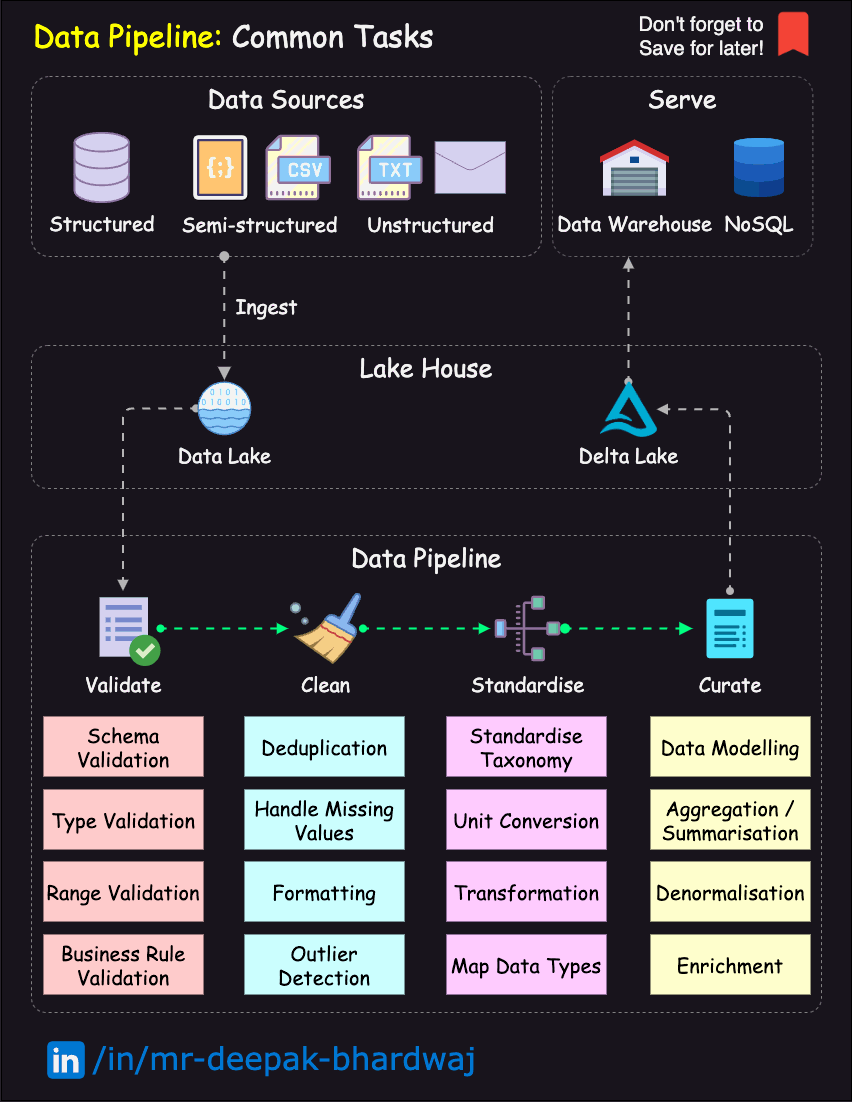 Data Pipeline: Common Tasks
Don't forget to
Save for later!
Data Sources
{;}
CSV
TXT
Structured
Semi-structured
Unstructured
Serve
Data Warehouse
NoSQL
Ingest
Lake House
0101
010010
Data Lake
Delta Lake
Data Pipeline
Validate
Clean
Standardise
Curate
Schema
Validation
Type Validation
Range Validation
Business Rule
Validation
Deduplication
Handle Missing
Values
Formatting
Outlier
Detection
Standardise
Taxonomy
Unit Conversion
Transformation
Map Data Types
Data Modelling
Aggregation /
Summarisation
Denormalisation
Enrichment
in /in/mr-deepak-bhardwaj